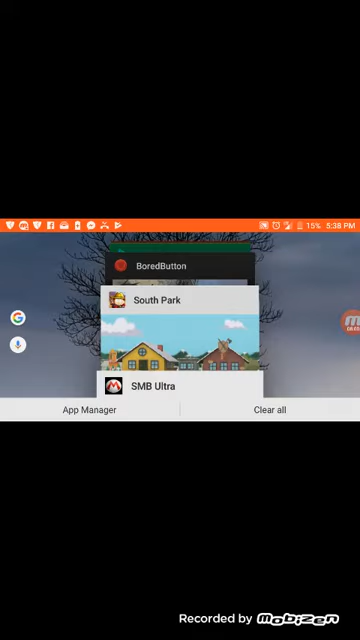 15% 5:38 PM
BoredButton
South Park
SMB Ultra
App Manager
Clear all
Recorded by mobizen